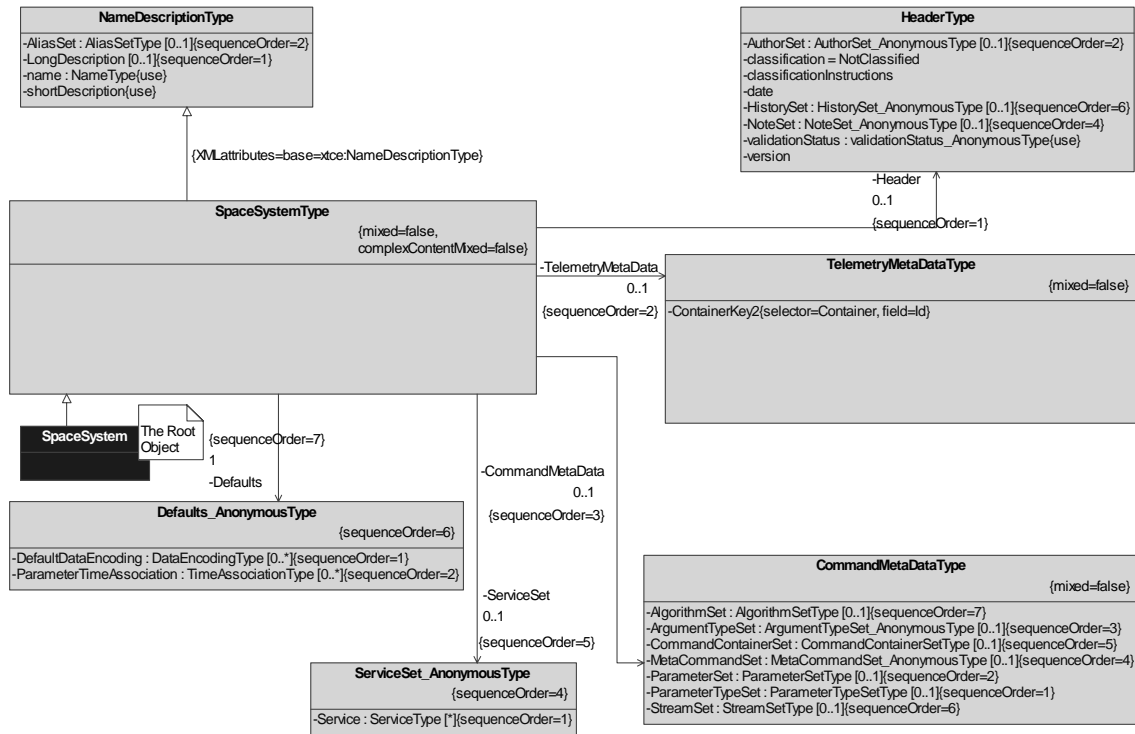 NameDescriptionType
-AliasSet : AliasSetType [0..1]{sequenceOrder=2}
-LongDescription [0..1]{sequenceOrder=1}
-name : NameType{use}
-shortDescription{use}
HeaderType
-AuthorSet : AuthorSet_AnonymousType [0..1]{sequenceOrder=2}
-classification = NotClassified
-classificationInstructions
-date
-HistorySet : HistorySet_AnonymousType [0..1]{sequenceOrder=6}
-NoteSet : NoteSet_AnonymousType [0..1]{sequenceOrder=4}
-validationStatus : validationStatus_AnonymousType{use}
-version
{XMLattributes=base=xtce:NameDescriptionType}
-Header
0..1
{sequenceOrder=1}
SpaceSystemType
{mixed=false,
complexContentMixed=false}
-TelemetryMetaData
0..1
{sequenceOrder=2}
TelemetryMetaDataType
{mixed=false}
-ContainerKey2{selector=Container, field=Id}
SpaceSystem
The Root
Object
{sequenceOrder=7}
1
-Defaults
-CommandMetaData
0..1
{sequenceOrder=3}
Defaults_AnonymousType
{sequenceOrder=6}
-DefaultDataEncoding : DataEncodingType [0..*]{sequenceOrder=1}
-ParameterTimeAssociation : TimeAssociationType [0..*]{sequenceOrder=2}
-ServiceSet
0..1
{sequenceOrder=5}
CommandMetaDataType
{mixed=false}
-AlgorithmSet : AlgorithmSetType [0..1]{sequenceOrder=7}
-ArgumentTypeSet : ArgumentTypeSet_AnonymousType [0..1]{sequenceOrder=3}
-CommandContainerSet : CommandContainerSetType [0..1]{sequenceOrder=5}
-MetaCommandSet : MetaCommandSet_AnonymousType [0..1]{sequenceOrder=4}
-ParameterSet : ParameterSetType [0..1]{sequenceOrder=2}
-ParameterTypeSet : ParameterTypeSetType [0..1]{sequenceOrder=1}
-StreamSet : StreamSetType [0..1]{sequenceOrder=6}
ServiceSet_AnonymousType
{sequenceOrder=4}
-Service : ServiceType [*]{sequenceOrder=1}